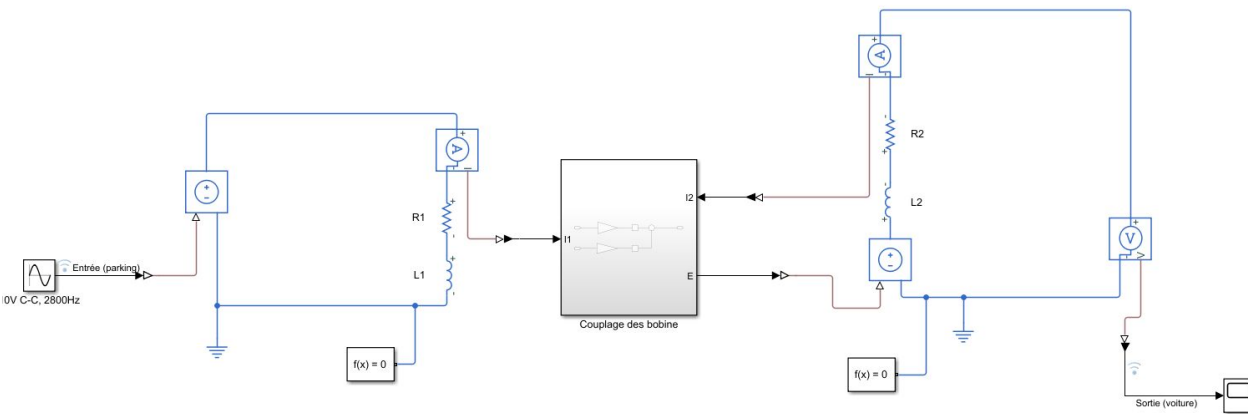 Entrée (parking)
0V C-C, 2800Hz
A
R1
L1
f(x) = 0
I1
I2
E
Couplage des bobine
A
I
R2
L2
f(x) = 0
V
V
Sortie (voiture)